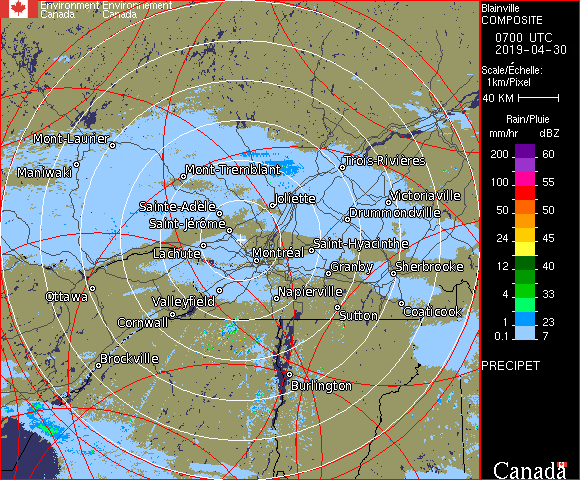 Environment Environnement
Canada Canada
Blainville
COMPOSITE
0700 UTC
2019-04-30
Scale/Échelle:
1km/Pixel
40 KM
Rain/Pluie
mm/hr dBZ
200 60
100 55
50 50
24 45
12 40
4 33
1 23
0.1 7
PRECIPET
Canada
Mont-Laurier
Maniwaki
Mont-Tremblant
Trois-Rivières
Joliette
Victoriaville
Sainte-Adèle
Drummondville
Saint-Jérôme
Lachute
Montréal
Saint-Hyacinthe
Granby
Sherbrooke
Ottawa
Valleyfield
Napierville
Cornwall
Sutton
Coaticook
Brockville
Burlington